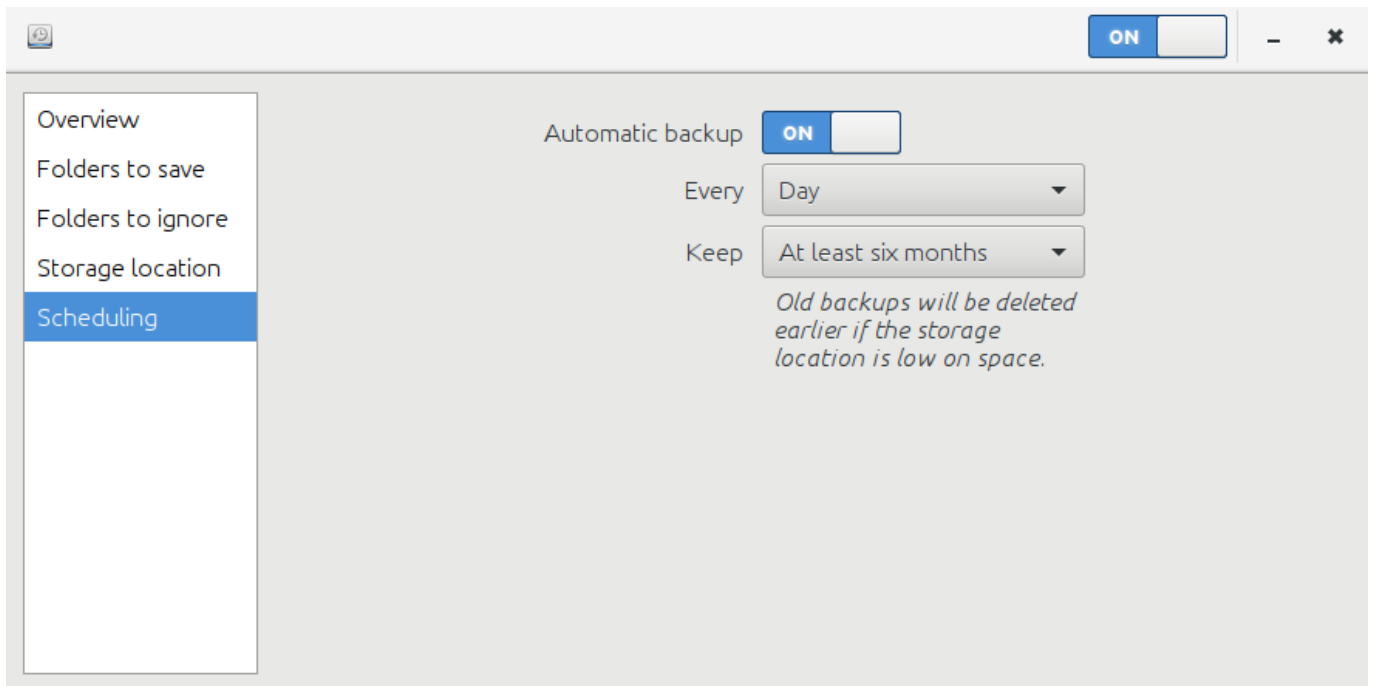 ON
Overview
Folders to save
Folders to ignore
Storage location
Scheduling
Automatic backup ON
Every Day
Keep At least six months
Old backups will be deleted
earlier if the storage
location is low on space.